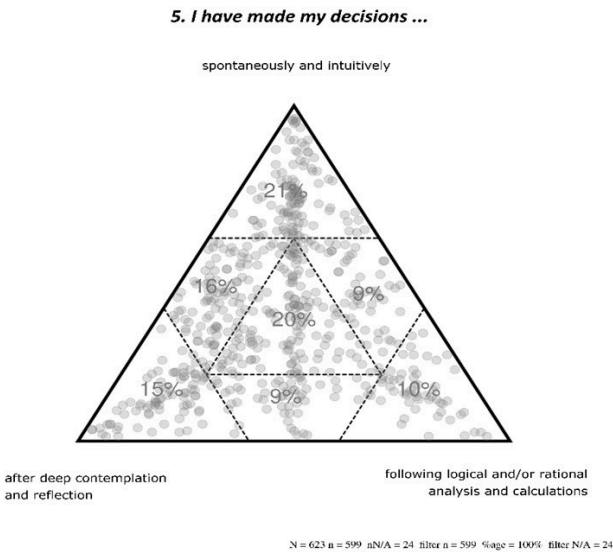 5. I have made my decisions ...
spontaneously and intuitively
21%
16%
9%
20%
15%
9%
10%
after deep contemplation
and reflection
following logical and/or rational
analysis and calculations
N = 623 n = 599 nN/A = 24 filter n = 599 %age = 100% filter N/A = 24